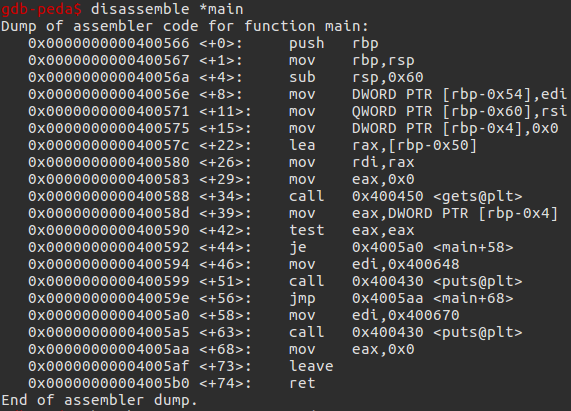 gdb-peda$ disassemble *main
Dump of assembler code for function main:
   0x0000000000400566 <+0>:     push   rbp
   0x0000000000400567 <+1>:     mov    rbp,rsp
   0x000000000040056a <+4>:     sub    rsp,0x60
   0x000000000040056e <+8>:     mov    DWORD PTR [rbp-0x54],edi
   0x0000000000400571 <+11>:    mov    QWORD PTR [rbp-0x60],rsi
   0x0000000000400575 <+15>:    mov    DWORD PTR [rbp-0x4],0x0
   0x000000000040057c <+22>:    lea    rax,[rbp-0x50]
   0x0000000000400580 <+26>:    mov    rdi,rax
   0x0000000000400583 <+29>:    mov    eax,0x0
   0x0000000000400588 <+34>:    call   0x400450 <gets@plt>
   0x000000000040058d <+39>:    mov    eax,DWORD PTR [rbp-0x4]
   0x0000000000400590 <+42>:    test   eax,eax
   0x0000000000400592 <+44>:    je     0x4005a0 <main+58>
   0x0000000000400594 <+46>:    mov    edi,0x400648
   0x0000000000400599 <+51>:    call   0x400430 <puts@plt>
   0x000000000040059e <+56>:    jmp    0x4005aa <main+68>
   0x00000000004005a0 <+58>:    mov    edi,0x400670
   0x00000000004005a5 <+63>:    call   0x400430 <puts@plt>
   0x00000000004005aa <+68>:    mov    eax,0x0
   0x00000000004005af <+73>:    leave
   0x00000000004005b0 <+74>:    ret
End of assembler dump.